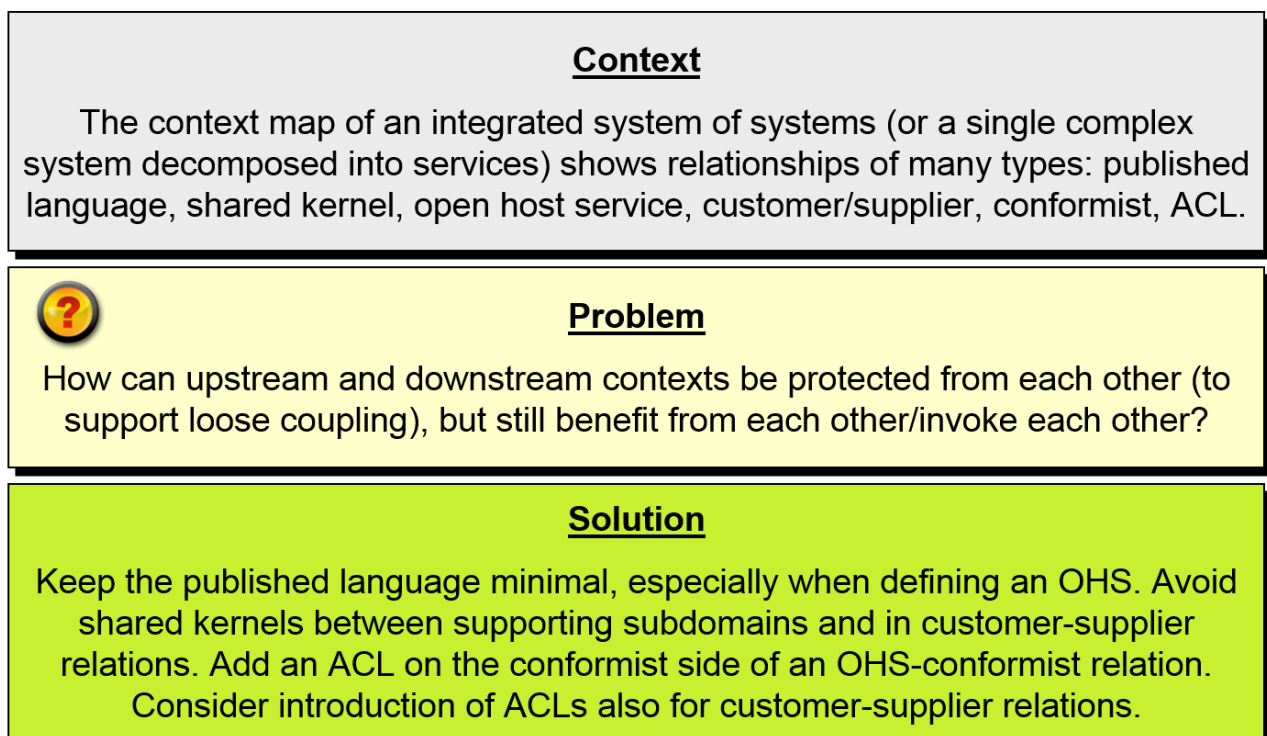 Context
The context map of an integrated system of systems (or a single complex
system decomposed into services) shows relationships of many types: published
language, shared kernel, open host service, customer/supplier, conformist, ACL.
?
Problem
How can upstream and downstream contexts be protected from each other (to
support loose coupling), but still benefit from each other/invoke each other?
Solution
Keep the published language minimal, especially when defining an OHS. Avoid
shared kernels between supporting subdomains and in customer-supplier
relations. Add an ACL on the conformist side of an OHS-conformist relation.
Consider introduction of ACLs also for customer-supplier relations.